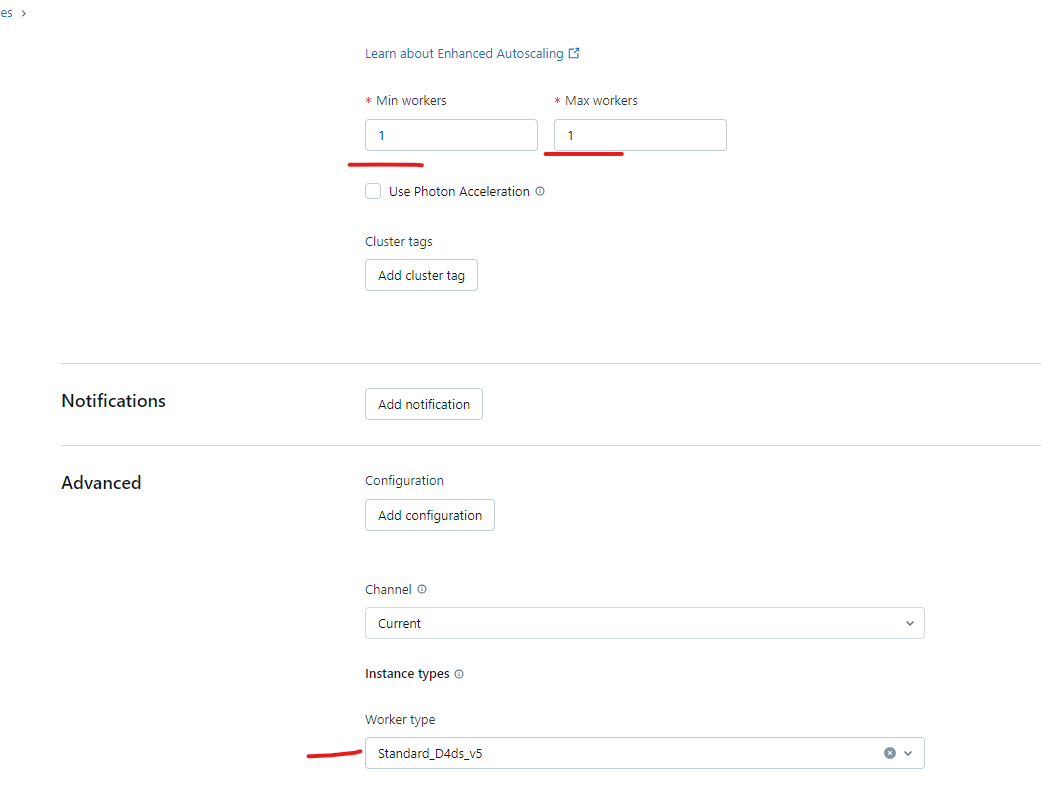 es ›
Learn about Enhanced Autoscaling
* Min workers * Max workers
1 1
Use Photon Acceleration
Cluster tags
Add cluster tag
Notifications
Add notification
Advanced
Configuration
Add configuration
Channel
Current
Instance types
Worker type
Standard_D4ds_v5